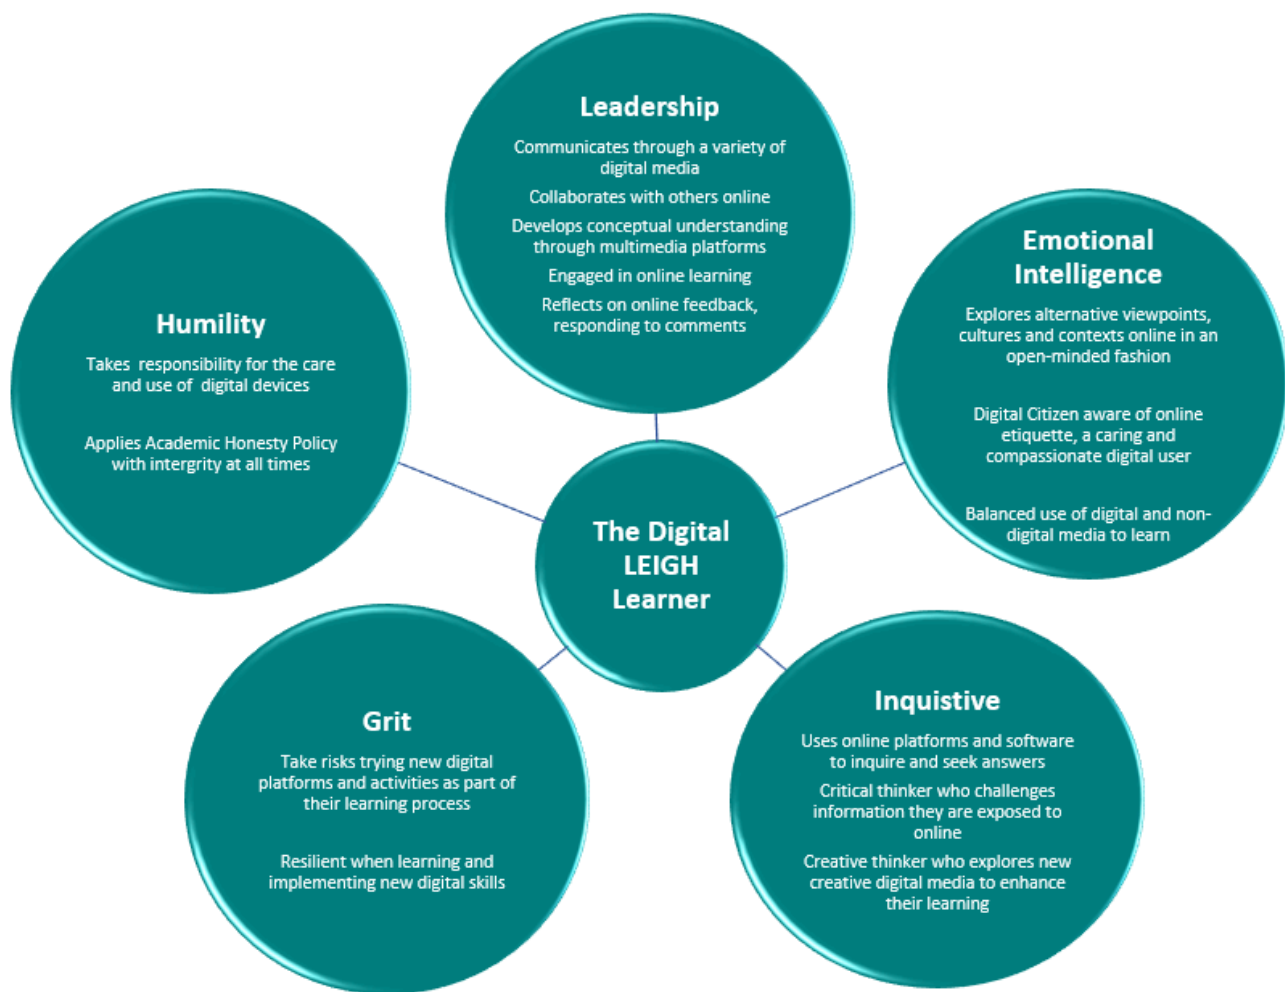 Leadership
Communicates through a variety of
digital media
Collaborates with others online
Develops conceptual understanding
through multimedia platforms
Engaged in online learning
Reflects on online feedback,
responding to comments
Emotional
Intelligence
Explores alternative viewpoints,
cultures and contexts online in an
open-minded fashion
Digital Citizen aware of online
etiquette, a caring and
compassionate digital user
Balanced use of digital and non-
digital media to learn
Humility
Takes  responsibility for the care
and use of  digital devices
Applies Academic Honesty Policy
with intergrity at all times
The Digital
LEIGH
Learner
Inquistive
Uses online platforms and software
to inquire and seek answers
Critical thinker who challenges
information they are exposed to
online
Creative thinker who explores new
creative digital media to enhance
their learning
Grit
Take risks trying new digital
platforms and activities as part of
their learning process
Resilient when learning and
implementing new digital skills